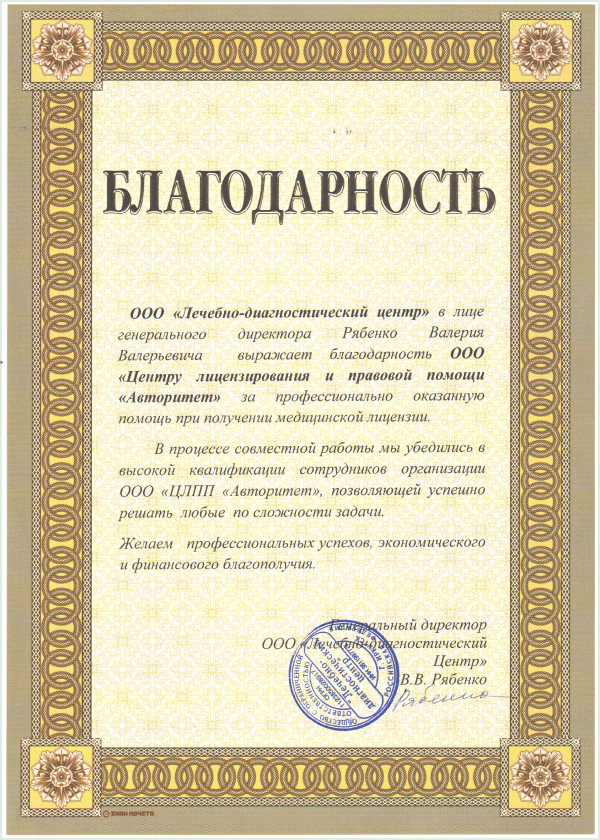 БЛАГОДАРНОСТЬ
ООО «Лечебно-диагностический центр» в лице
генерального директора Рябенко Валерия
Валерьевича выражает благодарность ООО
«Центру лицензирования и правовой помощи
«Авторитет» за профессионально оказанную
помощь при получении медицинской лицензии.
В процессе совместной работы мы убедились в
высокой квалификации сотрудников организации
ООО «ЦЛПП «Авторитет», позволяющей успешно
решать любые по сложности задачи.
Желаем профессиональных успехов, экономического
и финансового благополучия.
Генеральный директор
ООО «Лечебно-диагностический
Центр»
В.В. Рябенко
Рябенко
ОБЩЕСТВО С ОГРАНИЧЕННОЙ
ОТВЕТСТВЕННОСТЬЮ
"Лечебно-
диагностический
центр"
ЗНАК ПОЧЕТА